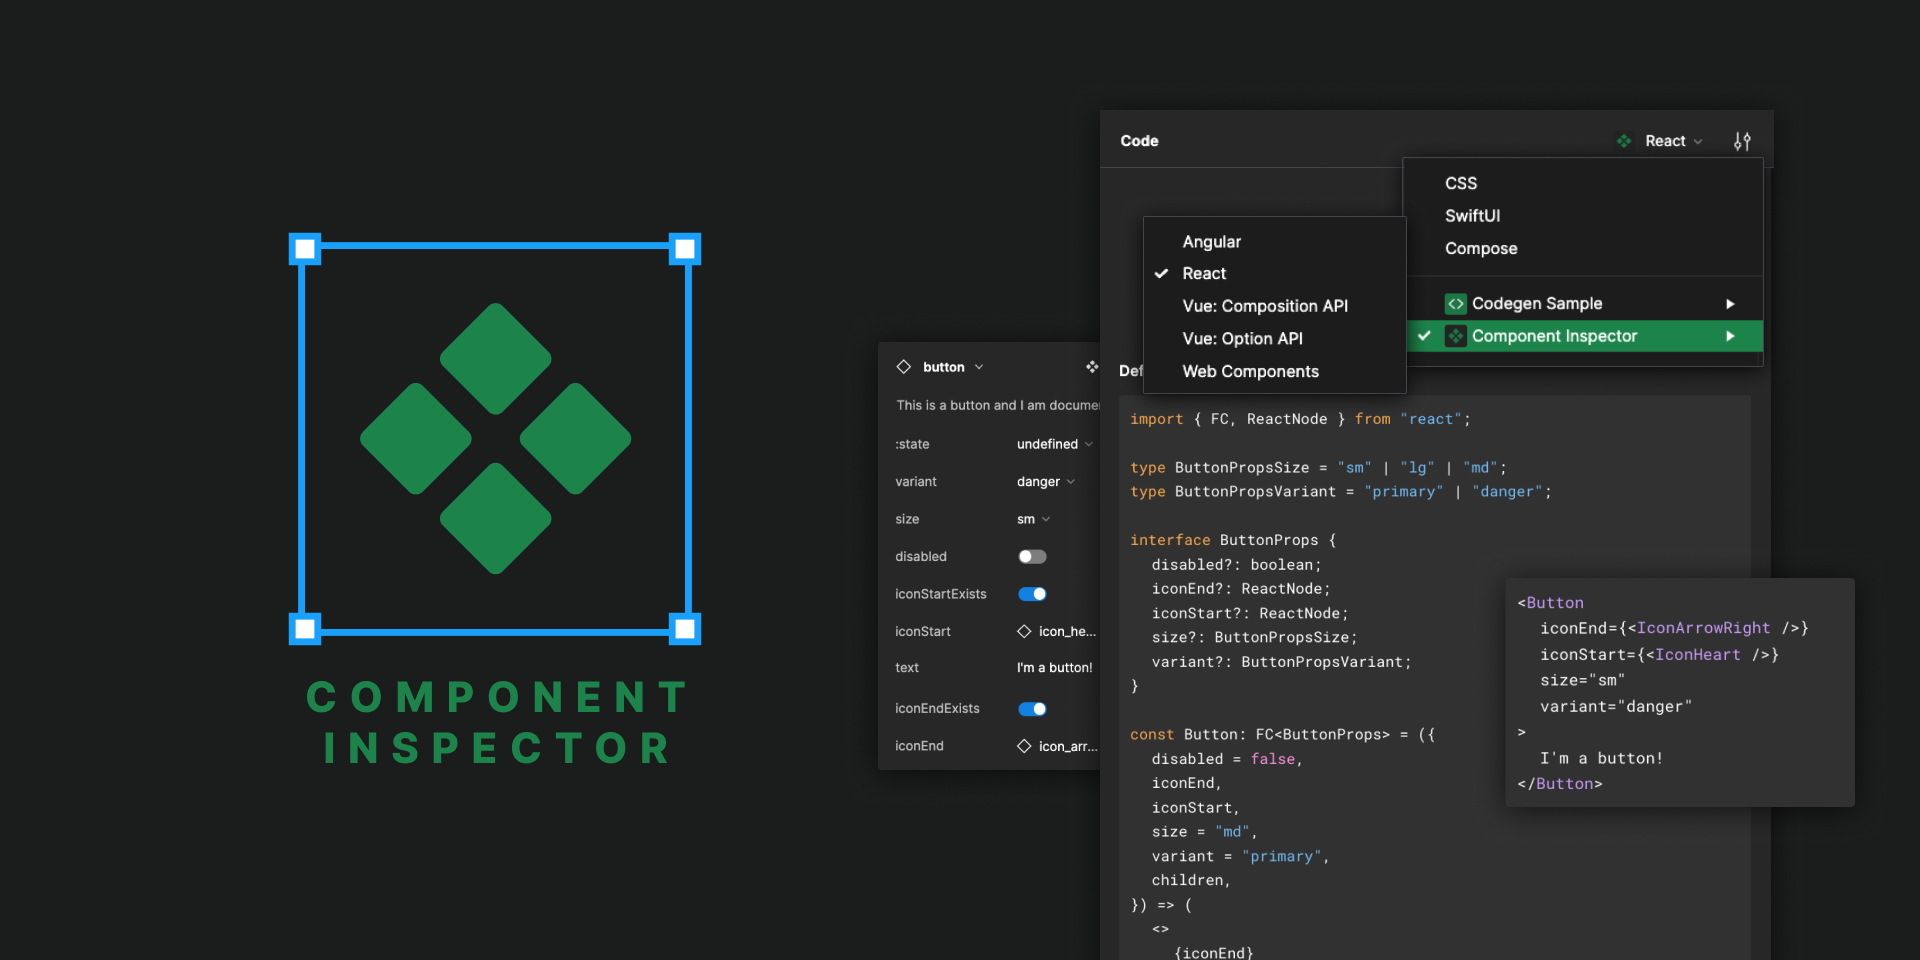 COMPONENT
INSPECTOR
button
This is a button and I am docume
:state undefined
variant danger
size sm
disabled
iconStartExists
iconStart icon_he...
text I'm a button!
iconEndExists
iconEnd icon_arr...
Code React
CSS
SwiftUI
Compose
Codegen Sample
Component Inspector
Angular
React
Vue: Composition API
Vue: Option API
Web Components
Def
import { FC, ReactNode } from "react";
type ButtonPropsSize = "sm" | "lg" | "md";
type ButtonPropsVariant = "primary" | "danger";
interface ButtonProps {
disabled?: boolean;
iconEnd?: ReactNode;
iconStart?: ReactNode;
size?: ButtonPropsSize;
variant?: ButtonPropsVariant;
}
const Button: FC<ButtonProps> = ({
disabled = false,
iconEnd,
iconStart,
size = "md",
variant = "primary",
children,
}) => (
<>
{iconEnd}
<Button
iconEnd={<IconArrowRight />}
iconStart={<IconHeart />}
size="sm"
variant="danger"
>
I'm a button!
</Button>